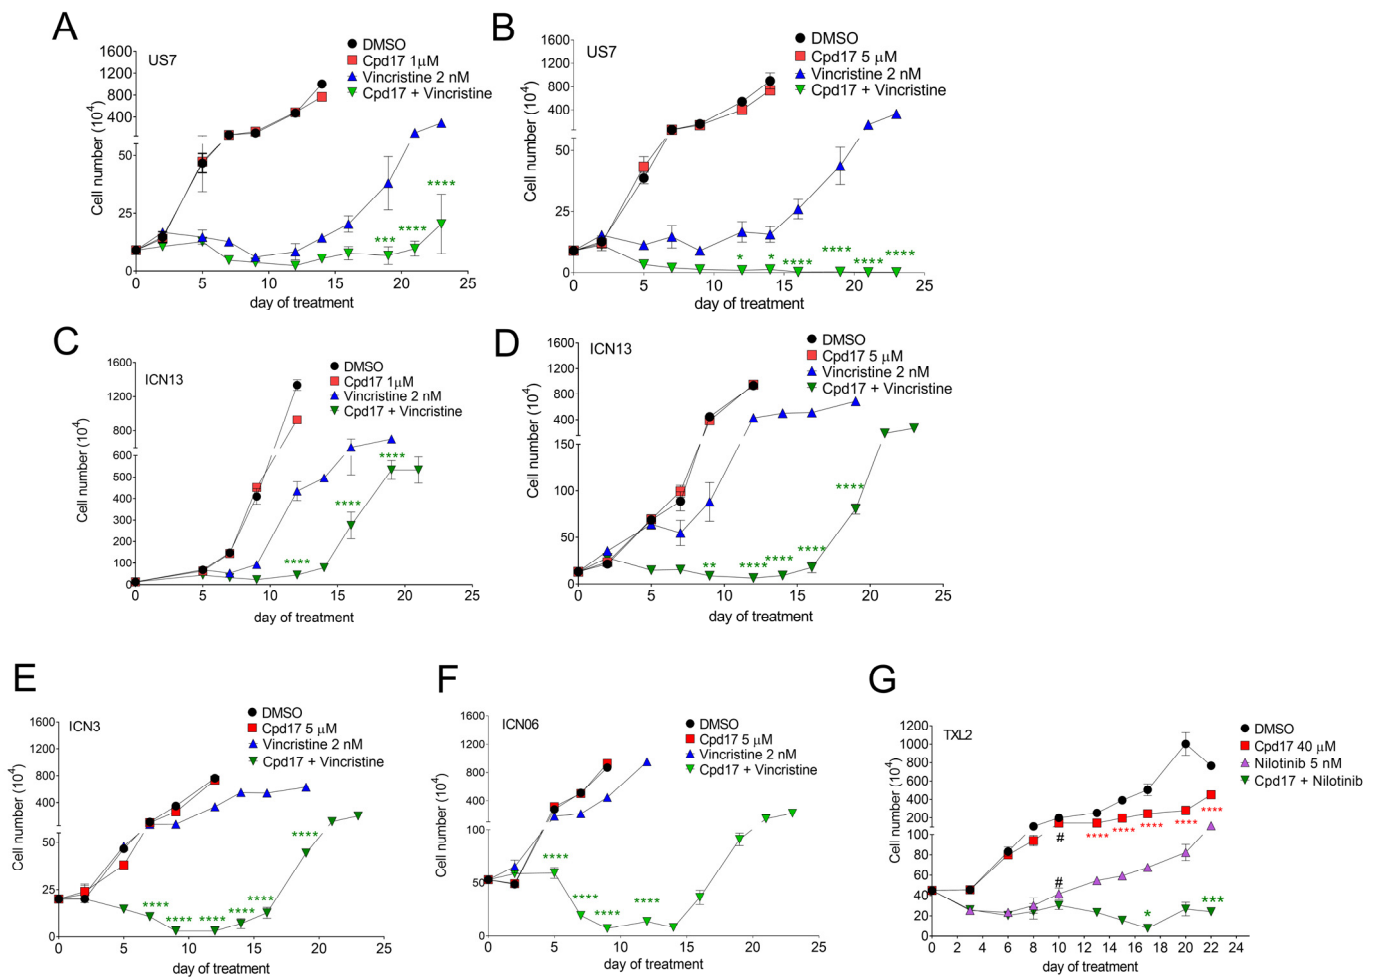 A
US7
DMSO
Cpd17 1μM
Vincristine 2 nM
Cpd17 + Vincristine
Cell number (10⁴)
1600
1200
800
400
50
25
0
0 5 10 15 20 25
day of treatment
*** **** ****
B
US7
DMSO
Cpd17 5 μM
Vincristine 2 nM
Cpd17 + Vincristine
Cell number (10⁴)
1600
1200
800
400
50
25
0
0 5 10 15 20 25
day of treatment
* * **** **** **** ****
C
ICN13
DMSO
Cpd17 1μM
Vincristine 2 nM
Cpd17 + Vincristine
Cell number (10⁴)
1600
1200
800
600
500
400
300
200
100
0
0 5 10 15 20 25
day of treatment
**** **** ****
D
ICN13
DMSO
Cpd17 5 μM
Vincristine 2 nM
Cpd17 + Vincristine
Cell number (10⁴)
1600
1200
800
400
150
100
50
0
0 5 10 15 20 25
day of treatment
** **** **** **** ****
E
ICN3
DMSO
Cpd17 5 μM
Vincristine 2 nM
Cpd17 + Vincristine
Cell number (10⁴)
1600
1200
800
400
50
25
0
0 5 10 15 20 25
day of treatment
**** **** **** **** **** ****
F
ICN06
DMSO
Cpd17 5 μM
Vincristine 2 nM
Cpd17 + Vincristine
Cell number (10⁴)
1600
1200
800
400
100
50
0
0 5 10 15 20 25
day of treatment
**** **** **** ****
G
TXL2
DMSO
Cpd17 40 μM
Nilotinib 5 nM
Cpd17 + Nilotinib
Cell number (10⁴)
1200
1000
800
600
400
200
100
80
60
40
20
0
0 2 4 6 8 10 12 14 16 18 20 22 24
day of treatment
# **** **** **** **** ****
# * ***